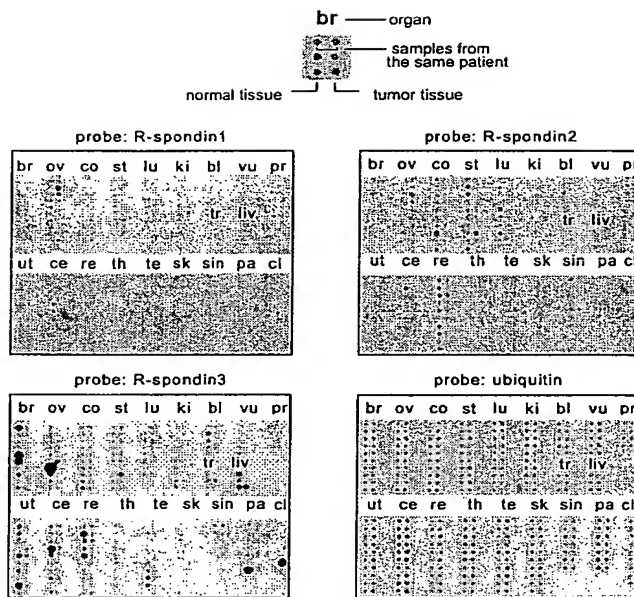 br organ
samples from
the same patient
normal tissue tumor tissue
probe: R-spondin1
br ov co st lu ki bl vu pr
tr liv
ut ce re th te sk sin pa cl
probe: R-spondin2
br ov co st lu ki bl vu pr
tr liv
ut ce re th te sk sin pa cl
probe: R-spondin3
br ov co st lu ki bl vu pr
tr liv
ut ce re th te sk sin pa cl
probe: ubiquitin
br ov co st lu ki bl vu pr
tr liv
ut ce re th te sk sin pa cl